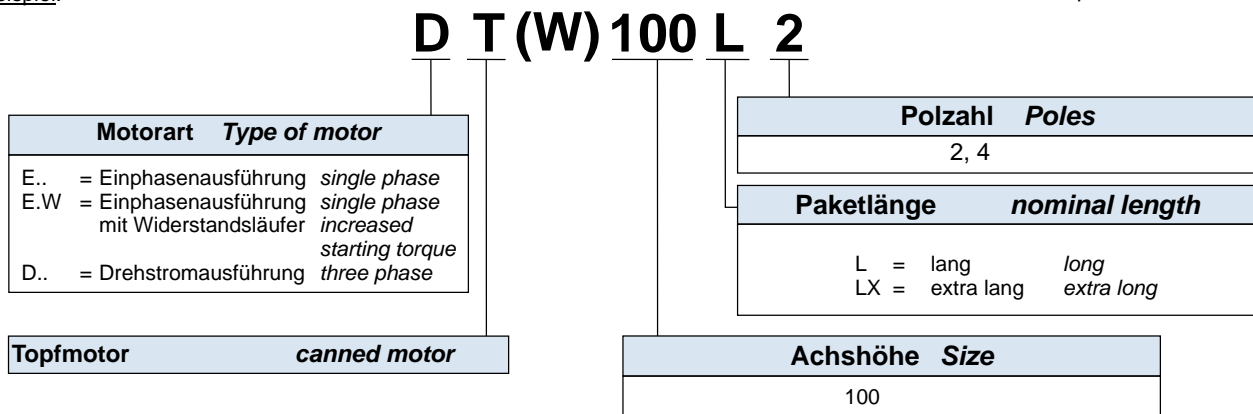 D T (W) 100 L 2
Motorart Type of motor
E.. = Einphasenausführung single phase
E.W = Einphasenausführung single phase
mit Widerstandsläufer increased
starting torque
D.. = Drehstromausführung three phase
Topfmotor canned motor
Polzahl Poles
2, 4
Paketlänge nominal length
L = lang long
LX = extra lang extra long
Achshöhe Size
100